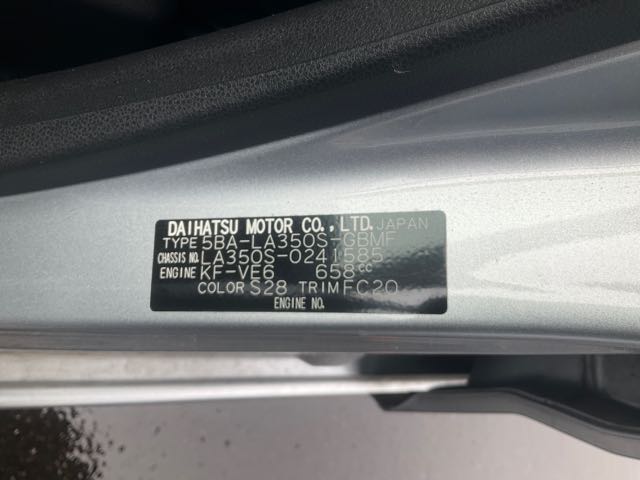 DAIHATSU MOTOR CO., LTD. JAPAN
TYPE 5BA-LA350S-GBMF
CHASSIS NO. LA350S-0241585
ENGINE KF-VE6 658cc
COLOR S28 TRIM FC20
ENGINE NO.